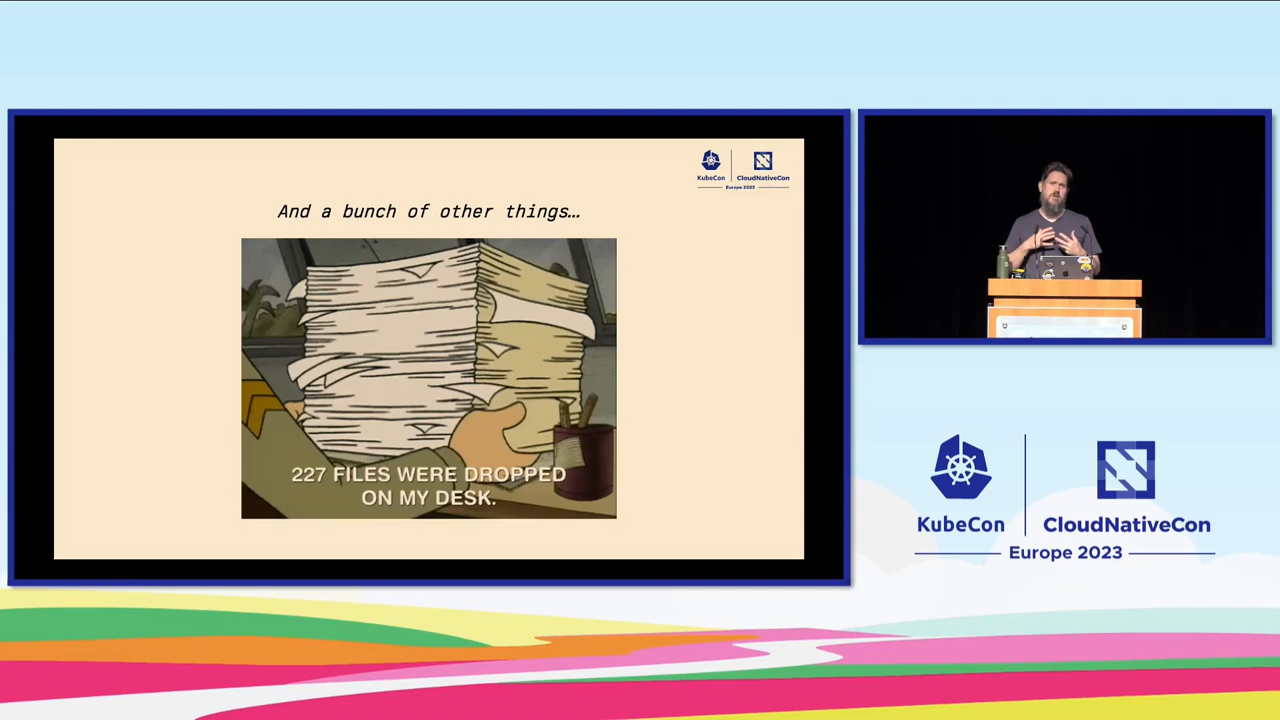 KubeCon
CloudNativeCon
Europe 2023
And a bunch of other things...
227 FILES WERE DROPPED
ON MY DESK.
KubeCon
CloudNativeCon
Europe 2023